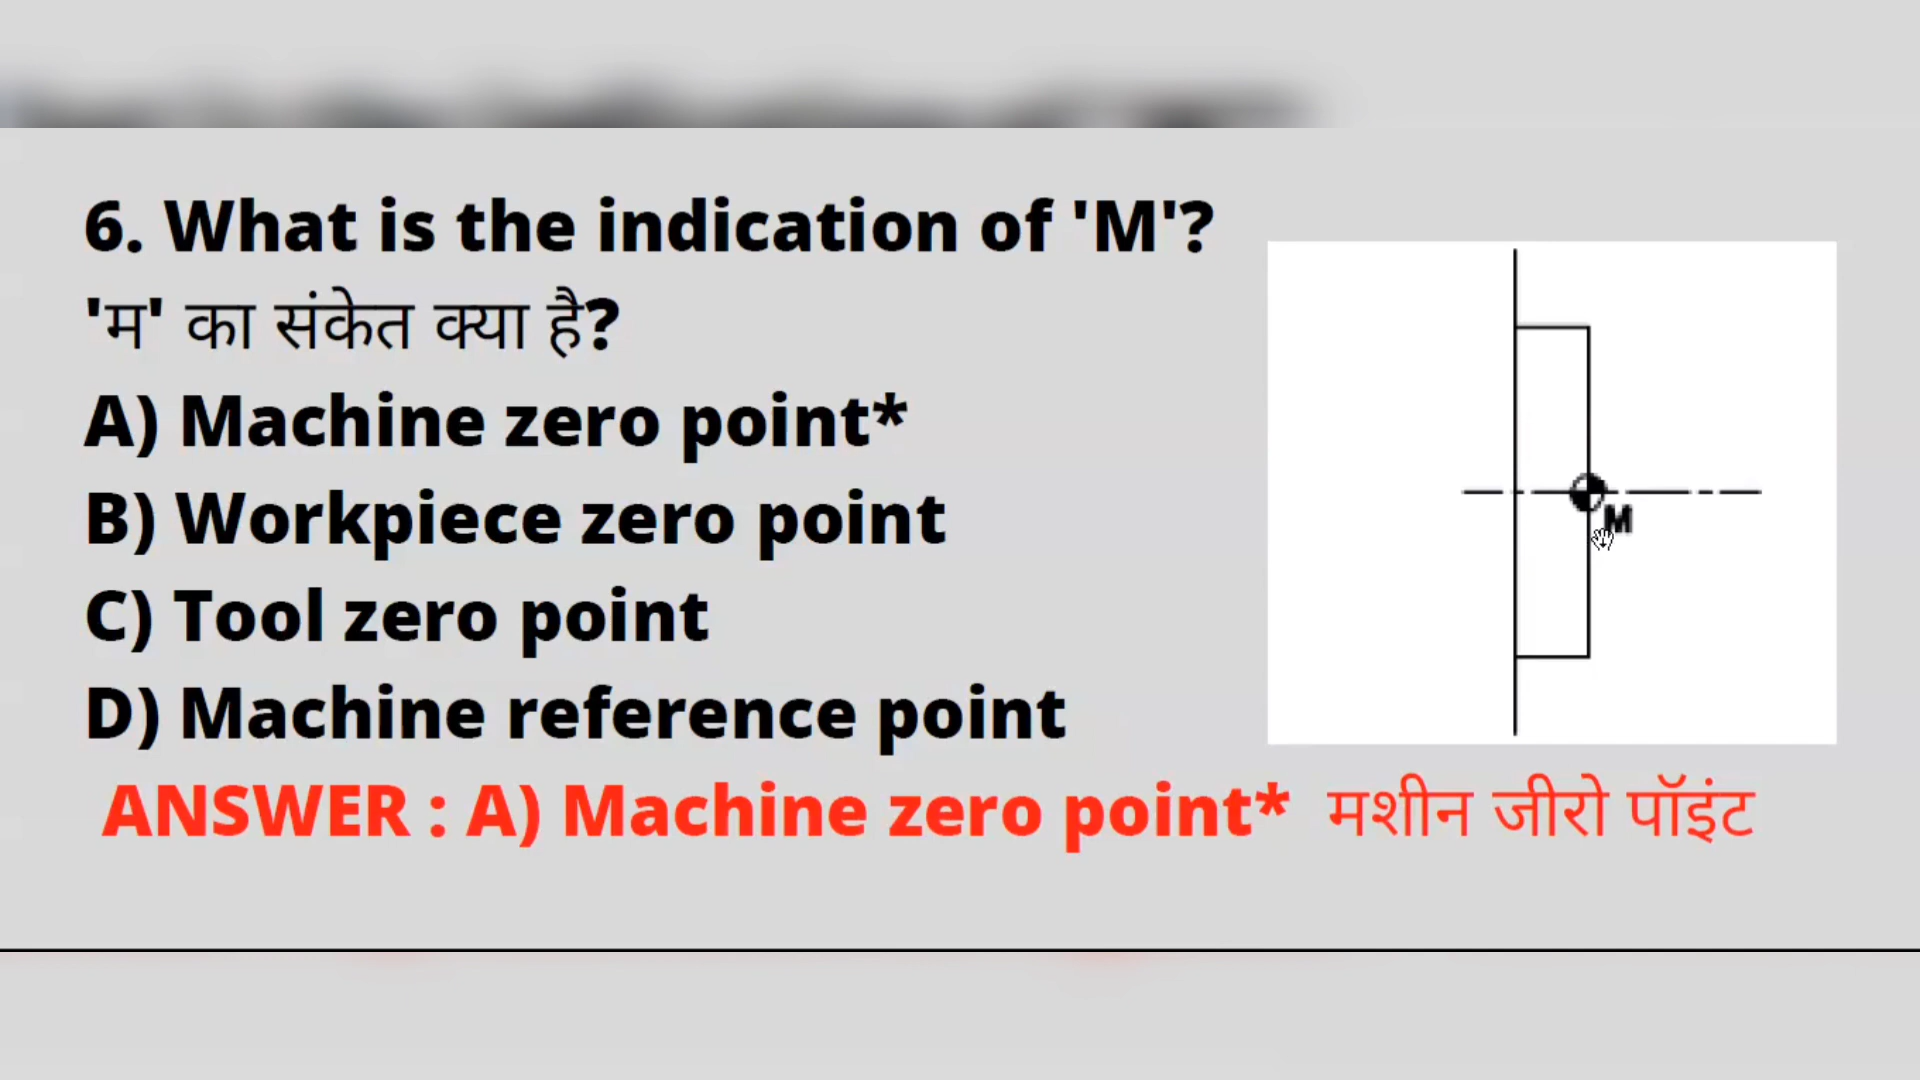 6. What is the indication of 'M'?
'म' का संकेत क्या है?
A) Machine zero point*
B) Workpiece zero point
C) Tool zero point
D) Machine reference point
M
ANSWER : A) Machine zero point* मशीन जीरो पॉइंट